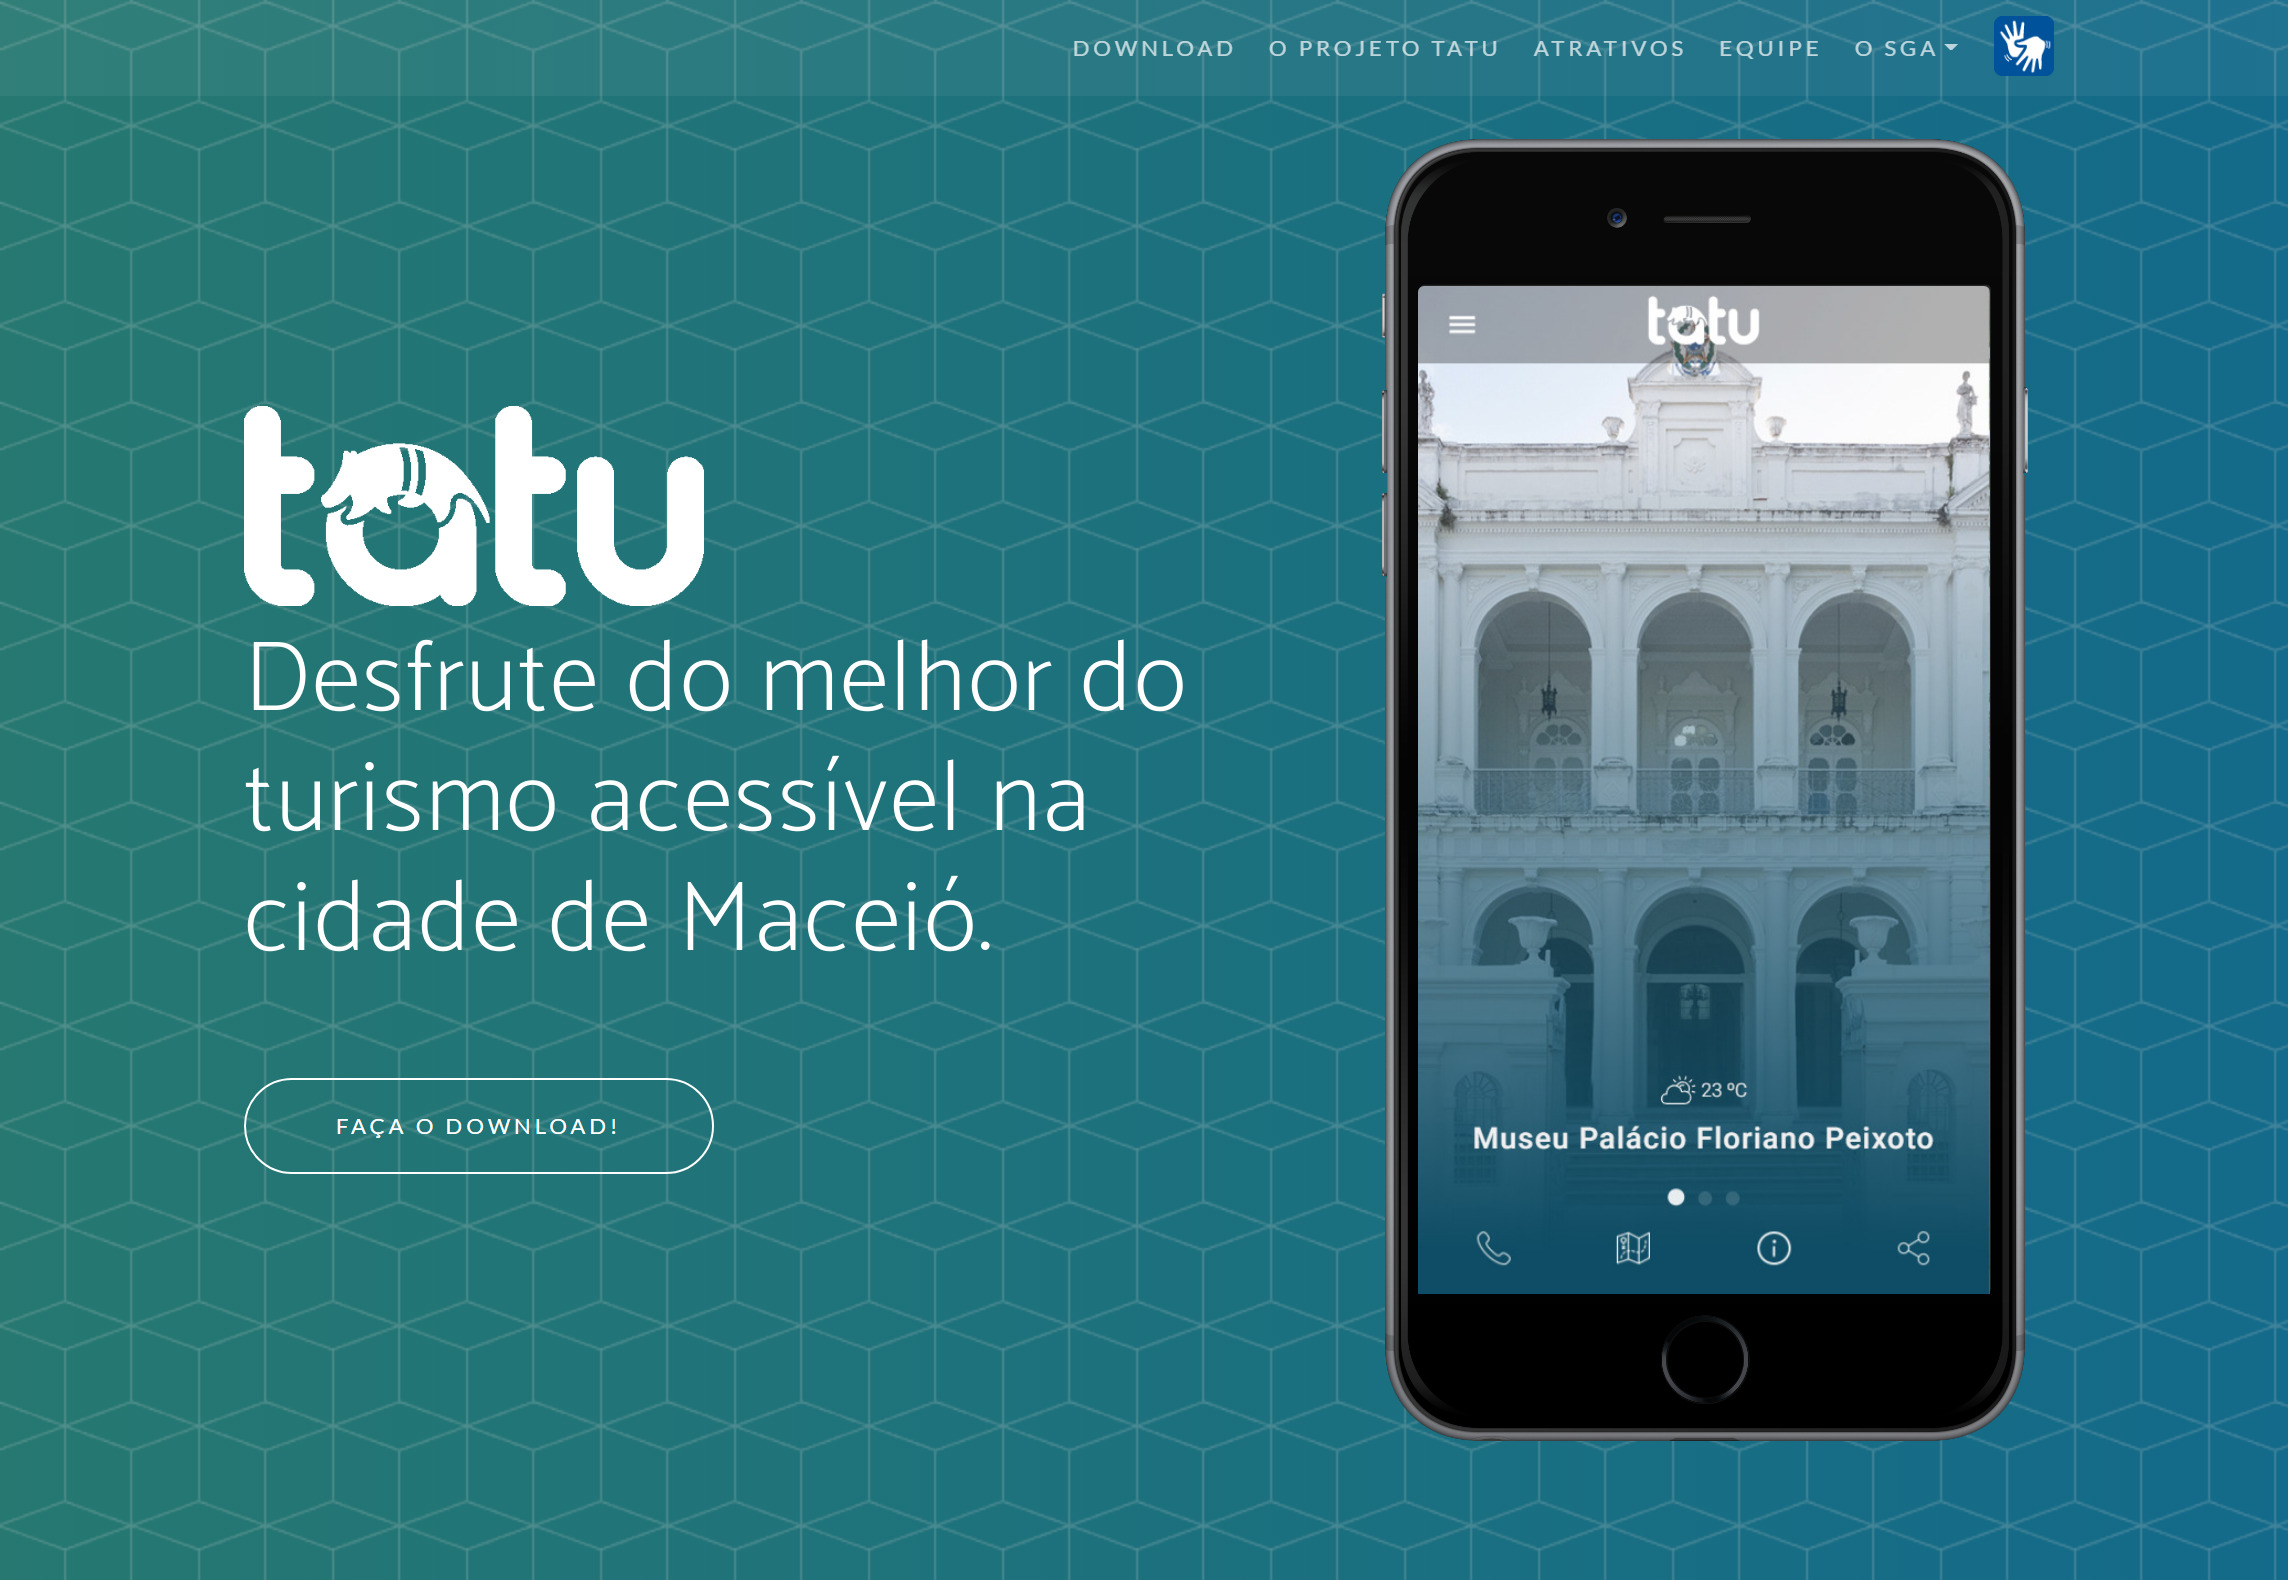 DOWNLOAD O PROJETO TATU ATRATIVOS EQUIPE O SGA
tatu
Desfrute do melhor do
turismo acessível na
cidade de Maceió.
FAÇA O DOWNLOAD!
tatu
23 ºC
Museu Palácio Floriano Peixoto